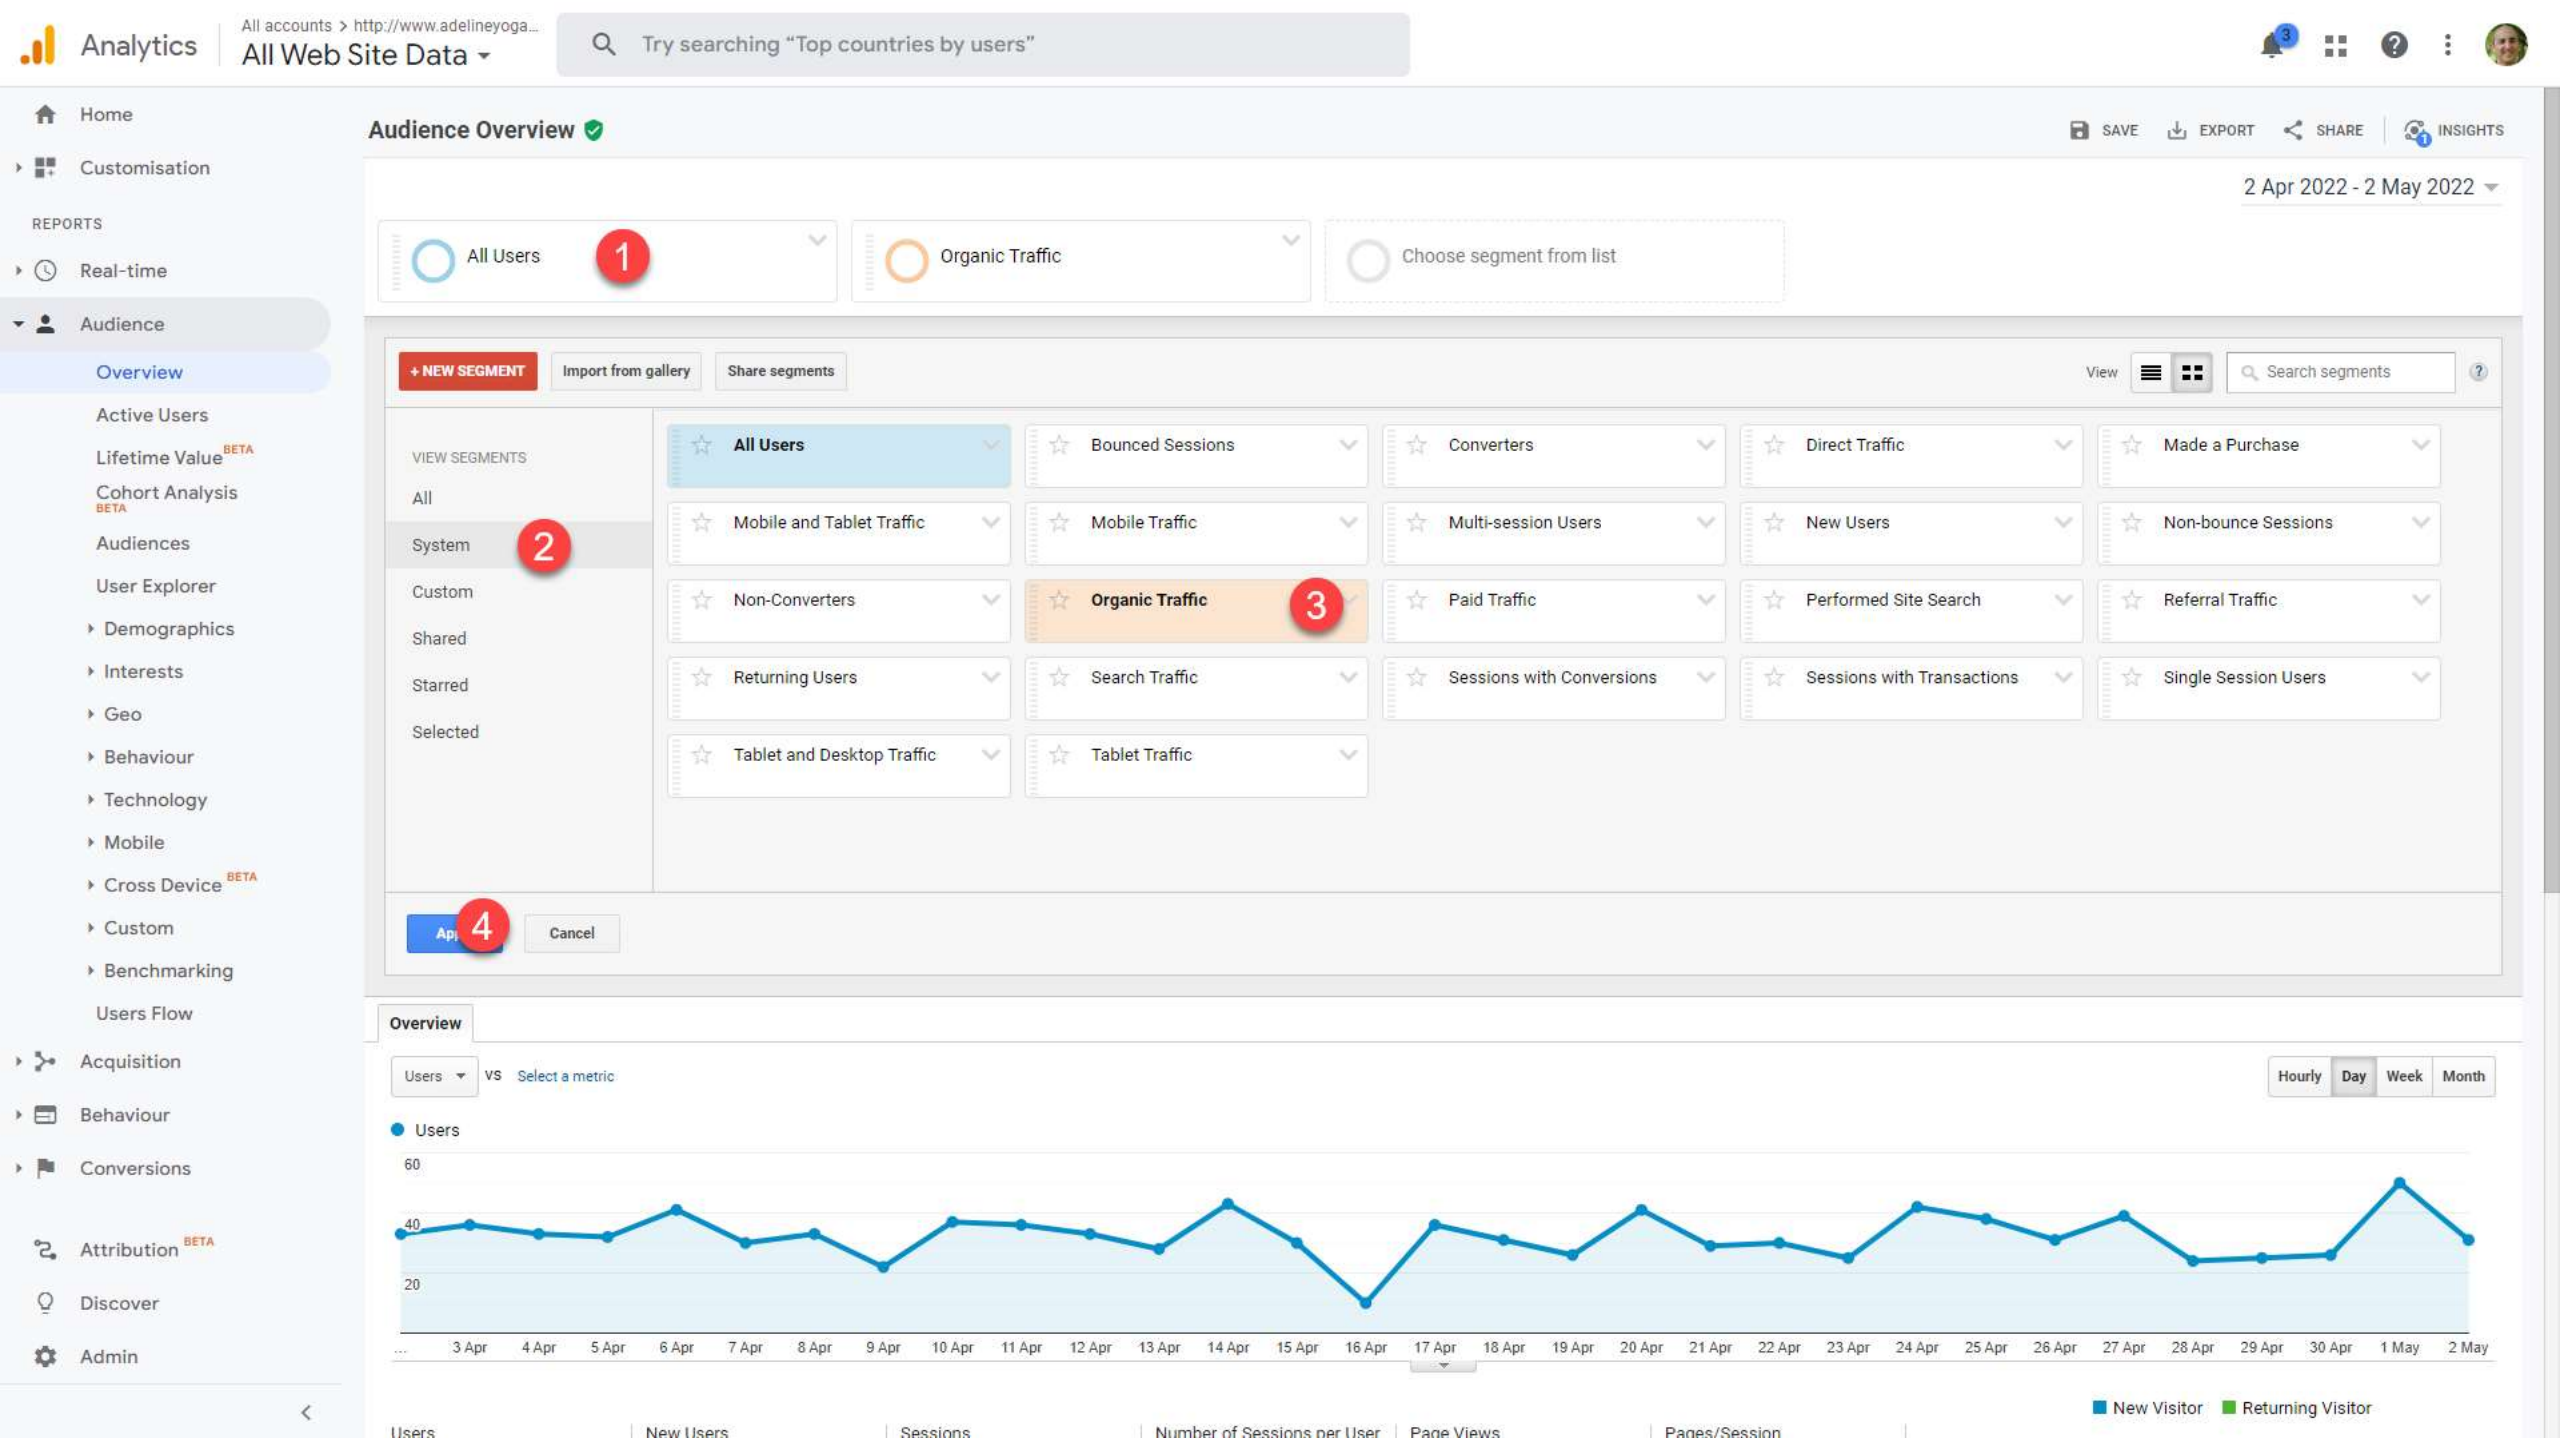 Analytics
All accounts > http://www.adelineyoga...
All Web Site Data
Try searching “Top countries by users”
3
Home
Customisation
REPORTS
Real-time
Audience
Overview
Active Users
Lifetime Value BETA
Cohort Analysis
BETA
Audiences
User Explorer
Demographics
Interests
Geo
Behaviour
Technology
Mobile
Cross Device BETA
Custom
Benchmarking
Users Flow
Acquisition
Behaviour
Conversions
Attribution BETA
Discover
Admin
Audience Overview
SAVE EXPORT SHARE 1 INSIGHTS
2 Apr 2022 - 2 May 2022
All Users 1 Organic Traffic Choose segment from list
+ NEW SEGMENT Import from gallery Share segments View Search segments ?
VIEW SEGMENTS
All
System 2
Custom
Shared
Starred
Selected
All Users Bounced Sessions Converters Direct Traffic Made a Purchase
Mobile and Tablet Traffic Mobile Traffic Multi-session Users New Users Non-bounce Sessions
Non-Converters Organic Traffic 3 Paid Traffic Performed Site Search Referral Traffic
Returning Users Search Traffic Sessions with Conversions Sessions with Transactions Single Session Users
Tablet and Desktop Traffic Tablet Traffic
4 Cancel
Overview
Users VS Select a metric Hourly Day Week Month
Users
60
40
20
... 3 Apr 4 Apr 5 Apr 6 Apr 7 Apr 8 Apr 9 Apr 10 Apr 11 Apr 12 Apr 13 Apr 14 Apr 15 Apr 16 Apr 17 Apr 18 Apr 19 Apr 20 Apr 21 Apr 22 Apr 23 Apr 24 Apr 25 Apr 26 Apr 27 Apr 28 Apr 29 Apr 30 Apr 1 May 2 May
New Visitor Returning Visitor
Users New Users Sessions Number of Sessions per User Page Views Pages/Session